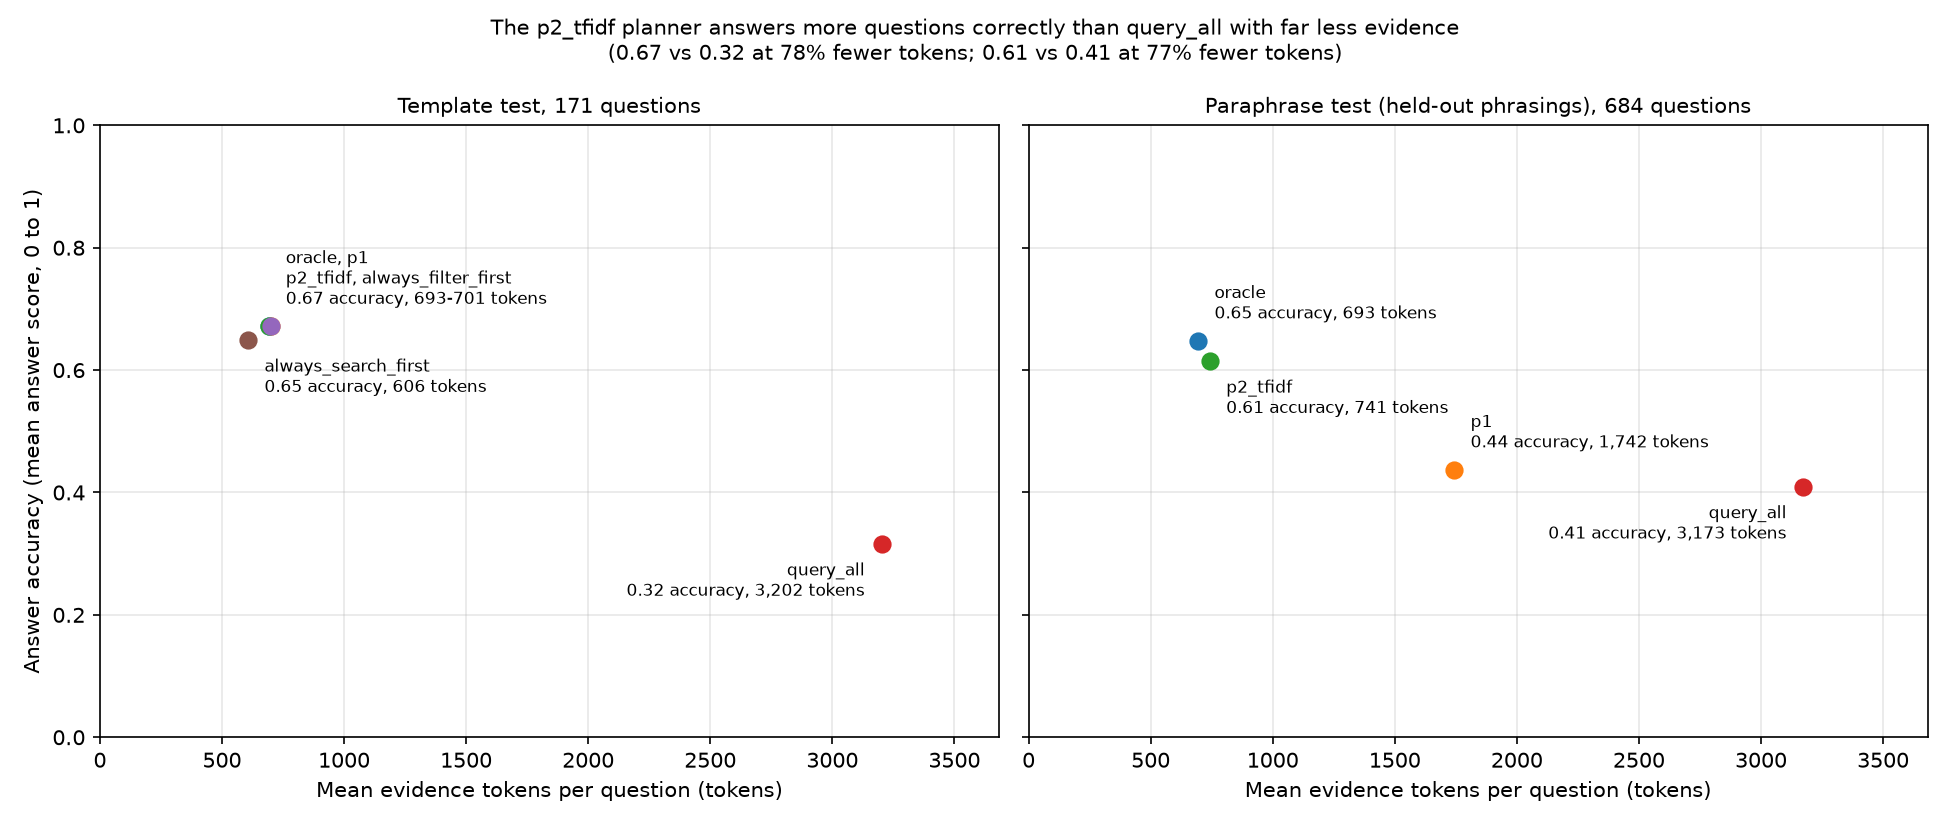 The p2_tfidf planner answers more questions correctly than query_all with far less evidence
(0.67 vs 0.32 at 78% fewer tokens; 0.61 vs 0.41 at 77% fewer tokens)
Template test, 171 questions
Answer accuracy (mean answer score, 0 to 1)
1.0
0.8
0.6
0.4
0.2
0.0
oracle, p1
p2_tfidf, always_filter_first
0.67 accuracy, 693-701 tokens
always_search_first
0.65 accuracy, 606 tokens
query_all
0.32 accuracy, 3,202 tokens
0 500 1000 1500 2000 2500 3000 3500
Mean evidence tokens per question (tokens)
Paraphrase test (held-out phrasings), 684 questions
oracle
0.65 accuracy, 693 tokens
p2_tfidf
0.61 accuracy, 741 tokens
p1
0.44 accuracy, 1,742 tokens
query_all
0.41 accuracy, 3,173 tokens
0 500 1000 1500 2000 2500 3000 3500
Mean evidence tokens per question (tokens)